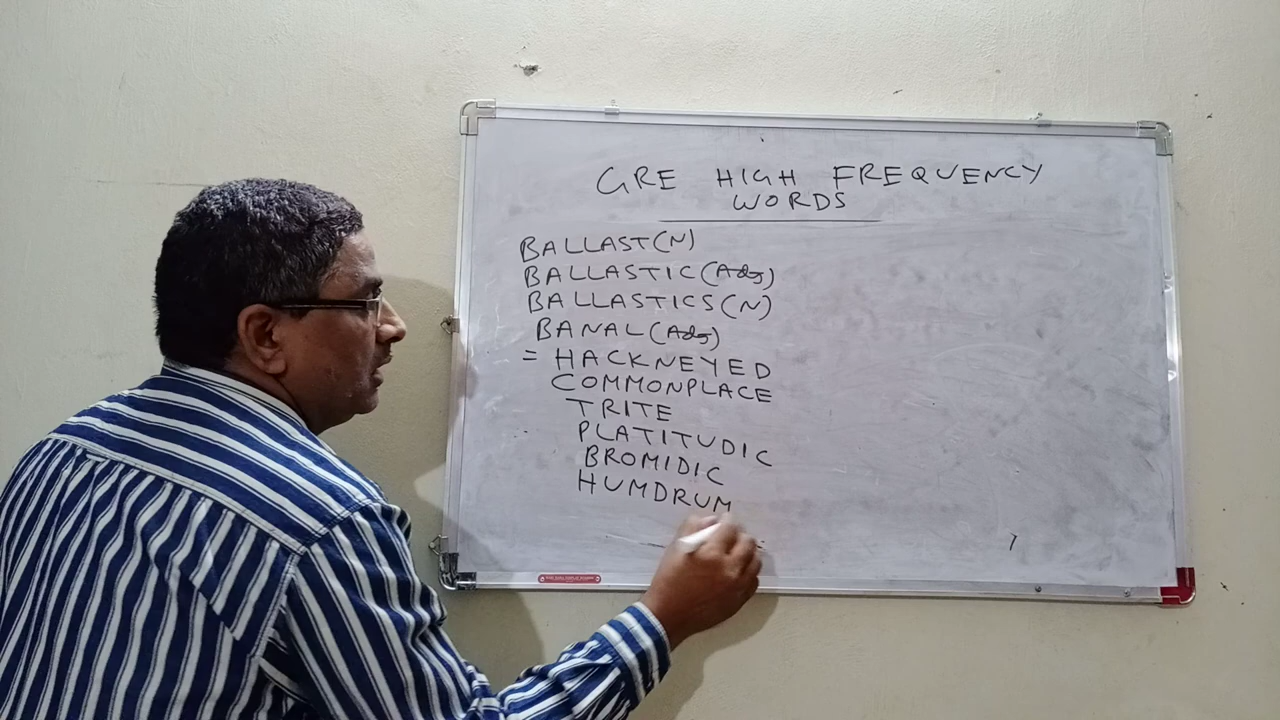 GRE HIGH FREQUENCY
WORDS
BALLAST(N)
BALLASTIC(Adj)
BALLASTICS(N)
BANAL(Adj)
= HACKNEYED
COMMONPLACE
TRITE
PLATITUDIC
BROMIDIC
HUMDRUM